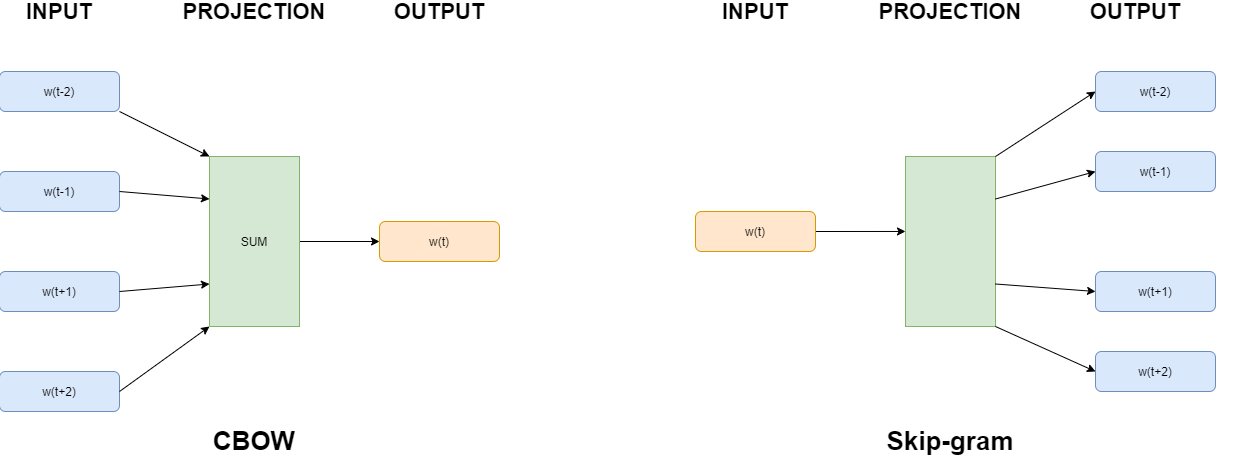 INPUT
PROJECTION
OUTPUT
w(t-2)
w(t-1)
SUM
w(t)
w(t+1)
w(t+2)
CBOW
INPUT
PROJECTION
OUTPUT
w(t-2)
w(t-1)
w(t)
w(t+1)
w(t+2)
Skip-gram